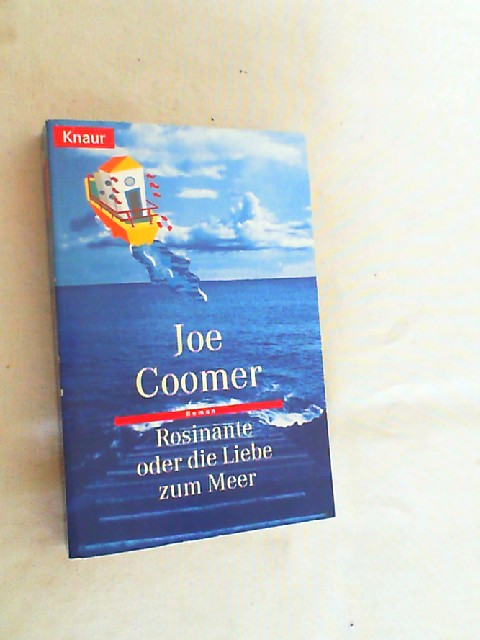 Knaur
Joe
Coomer
Roman
Rosinante
oder die Liebe
zum Meer